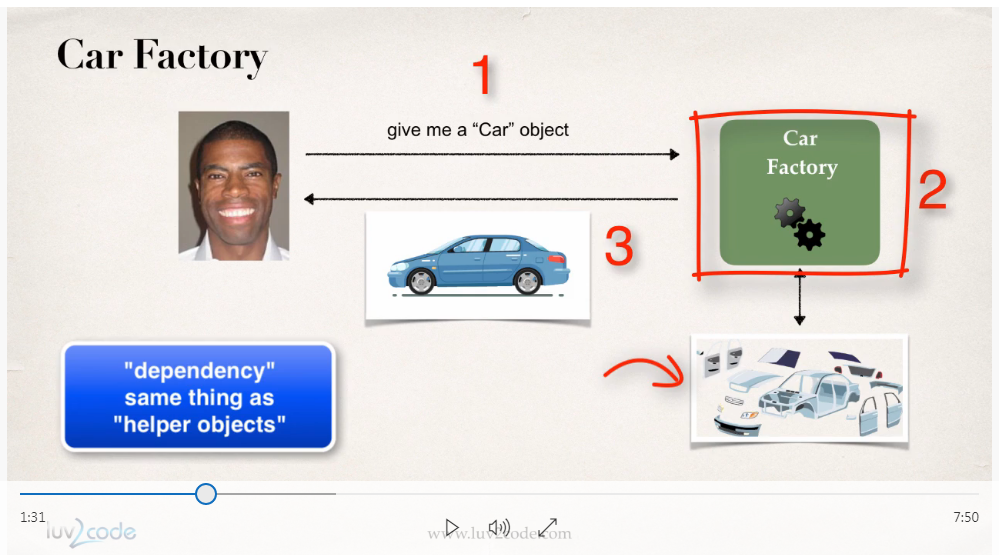 Car Factory
1
give me a "Car" object
Car
Factory
2
3
"dependency"
same thing as
"helper objects"
1:31
7:50
luv2code
www.luv2code.com